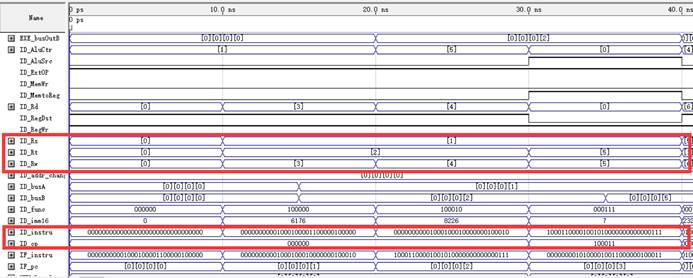 Name 0 ps 10.0 ns 20.0 ns 30.0 ns 40.0 ns
0 ps
EXE_busOutB [0][0][0][0] [0][0][0][2]
ID_AluCtr [1] [5] [0] [4]
ID_AluSrc
ID_ExtOP
ID_MemWr
ID_MemtoReg
ID_Rd [0] [3] [4] [0] [6]
ID_RegDst
ID_RegWr
ID_Rs [0] [1]
ID_Rt [0] [2] [5]
ID_Rw [0] [3] [4] [5]
[0][0][0][0]
ID_busA [0][0][0][0] [0][0][0][1]
ID_busB [0][0][0][0] [0][0][0][2] [0][0][0][5]
ID_func 000000 100000 100010 000111
ID_imm16 0 6176 8226 7
ID_instru 00000000000000000000000000000000 00000000001000100001100000100000 00000000001000100010000000100010 10001100001001010000000000000111
ID_op 000000 100011
IF_instru 00000000001000100001100000100000 00000000001000100010000000100010 10001100001001010000000000000111
IF_pc [0][0][0][0] [0][0][0][1] [0][0][0][2] [0][0][0][3]